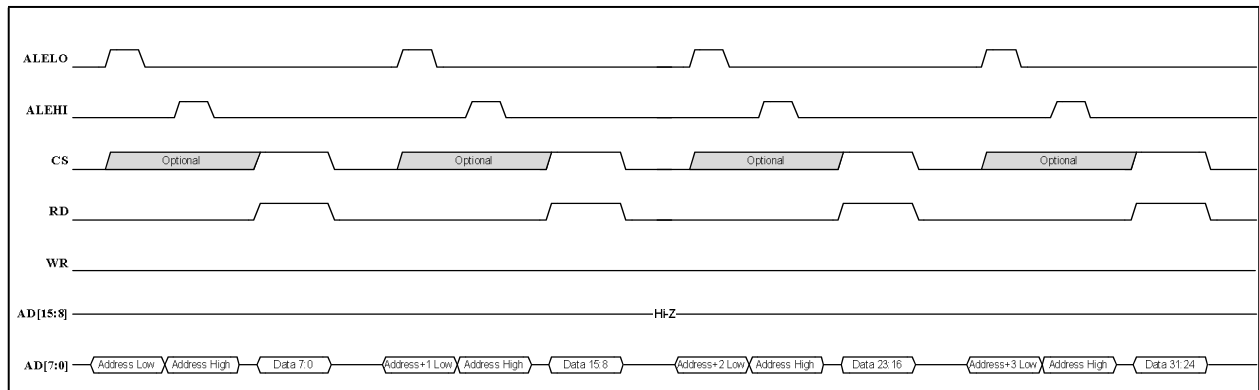 ALELO
ALEHI
CS Optional Optional Optional Optional
RD
WR
AD[15:8] Hi-Z
AD[7:0] Address Low Address High Data 7:0 Address+1 Low Address High Data 15:8 Address+2 Low Address High Data 23:16 Address+3 Low Address High Data 31:24